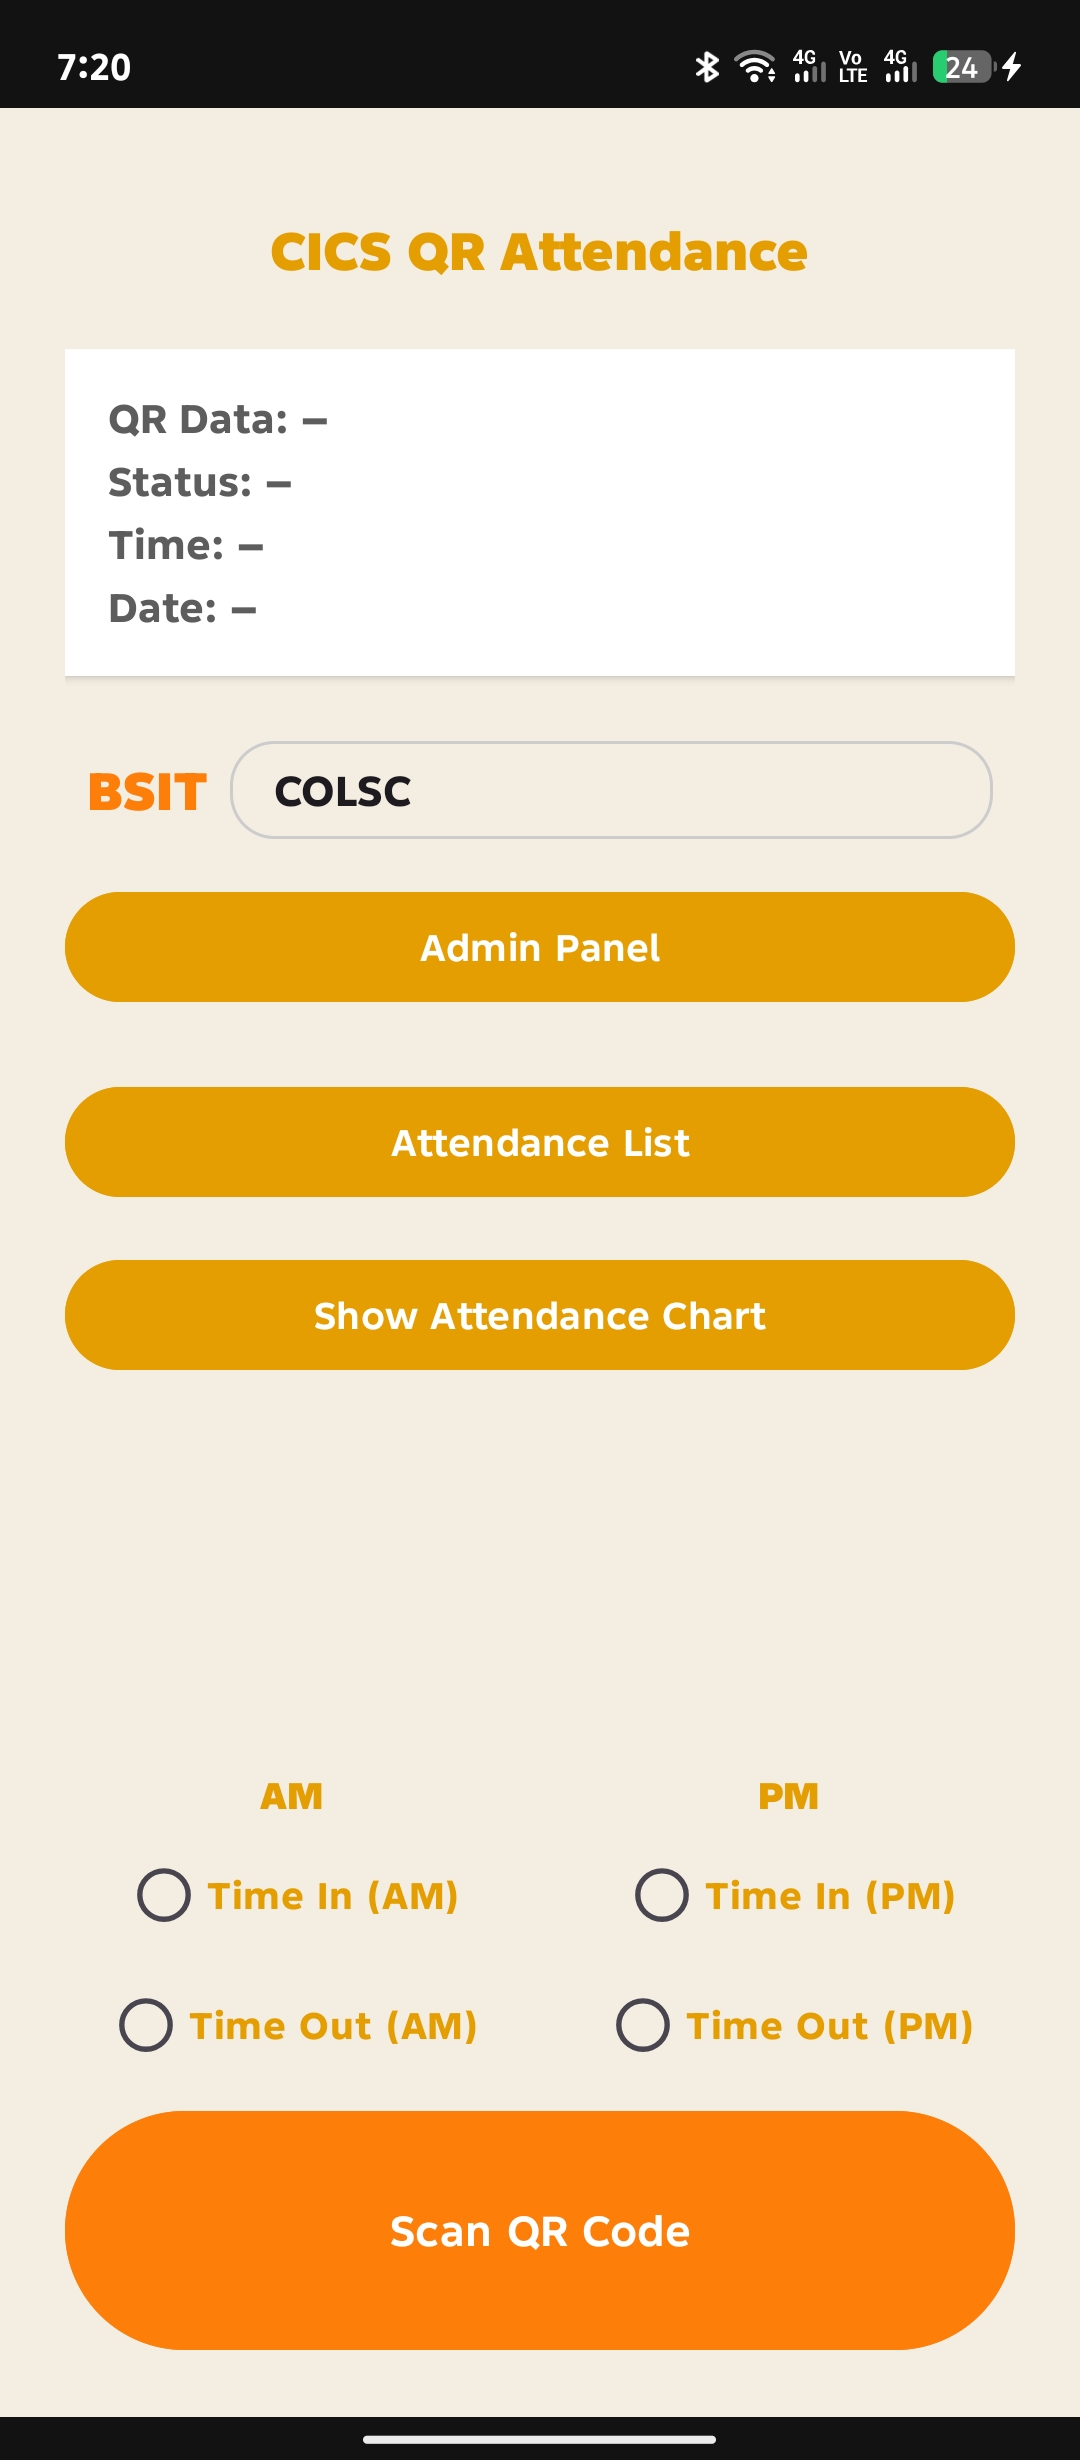 7:20
4G Vo LTE 4G 24
CICS QR Attendance
QR Data: –
Status: –
Time: –
Date: –
BSIT COLSC
Admin Panel
Attendance List
Show Attendance Chart
AM PM
Time In (AM) Time In (PM)
Time Out (AM) Time Out (PM)
Scan QR Code